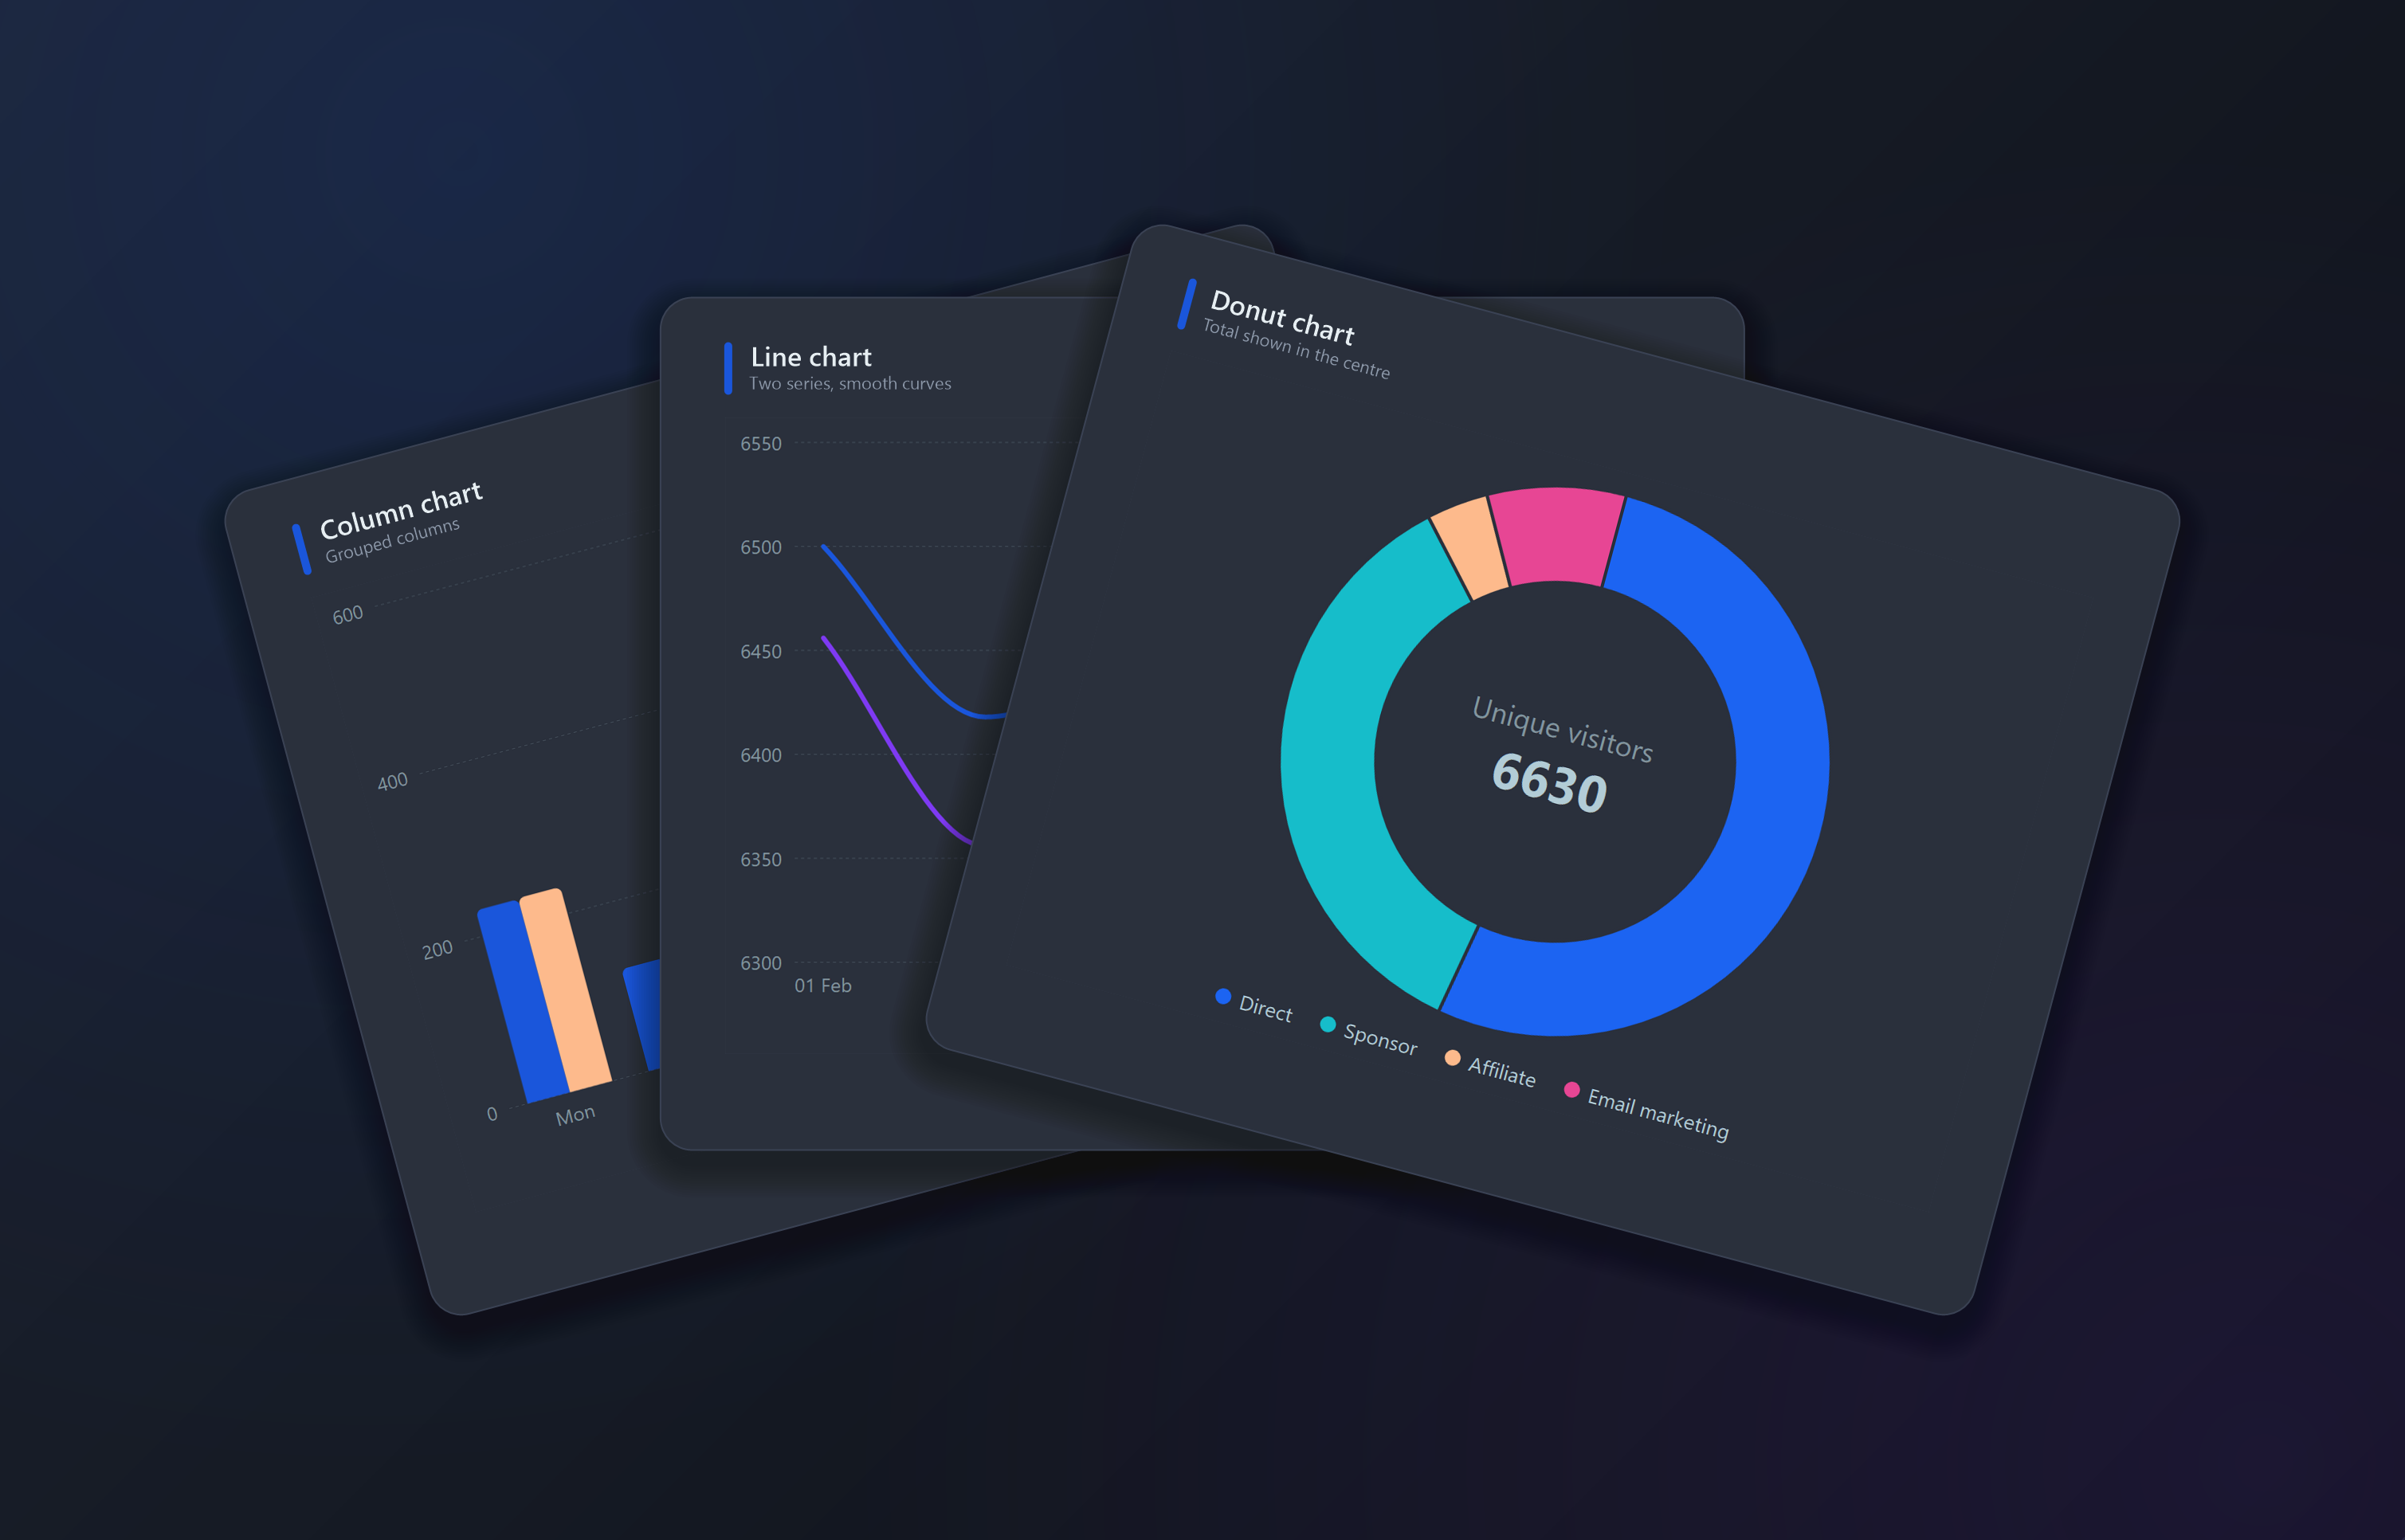 Column chart
Grouped columns
600
400
200
0
Mon
Line chart
Two series, smooth curves
6550
6500
6450
6400
6350
6300
01 Feb
Donut chart
Total shown in the centre
Unique visitors
6630
Direct
Sponsor
Affiliate
Email marketing